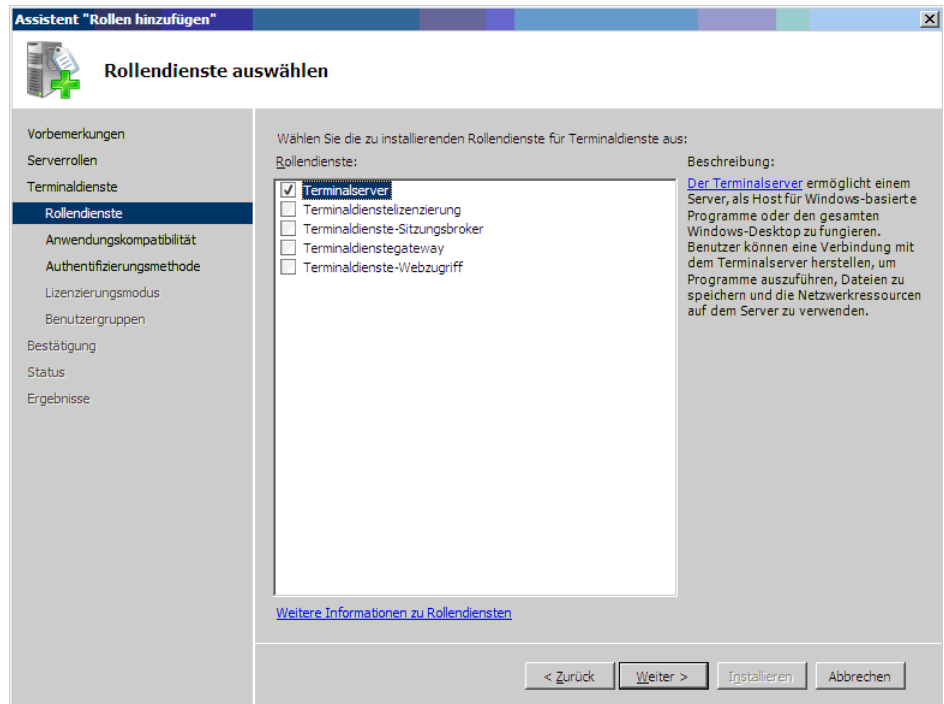 Assistent "Rollen hinzufügen"
Rollendienste auswählen
Vorbemerkungen
Serverrollen
Terminaldienste
Rollendienste
Anwendungskompatibilität
Authentifizierungsmethode
Lizenzierungsmodus
Benutzergruppen
Bestätigung
Status
Ergebnisse
Wählen Sie die zu installierenden Rollendienste für Terminaldienste aus:
Rollendienste:
Terminalserver
Terminaldienstelizenzierung
Terminaldienste-Sitzungsbroker
Terminaldienstegateway
Terminaldienste-Webzugriff
Weitere Informationen zu Rollendiensten
Beschreibung:
Der Terminalserver ermöglicht einem
Server, als Host für Windows-basierte
Programme oder den gesamten
Windows-Desktop zu fungieren.
Benutzer können eine Verbindung mit
dem Terminalserver herstellen, um
Programme auszuführen, Dateien zu
speichern und die Netzwerkressourcen
auf dem Server zu verwenden.
< Zurück
Weiter >
Installieren
Abbrechen